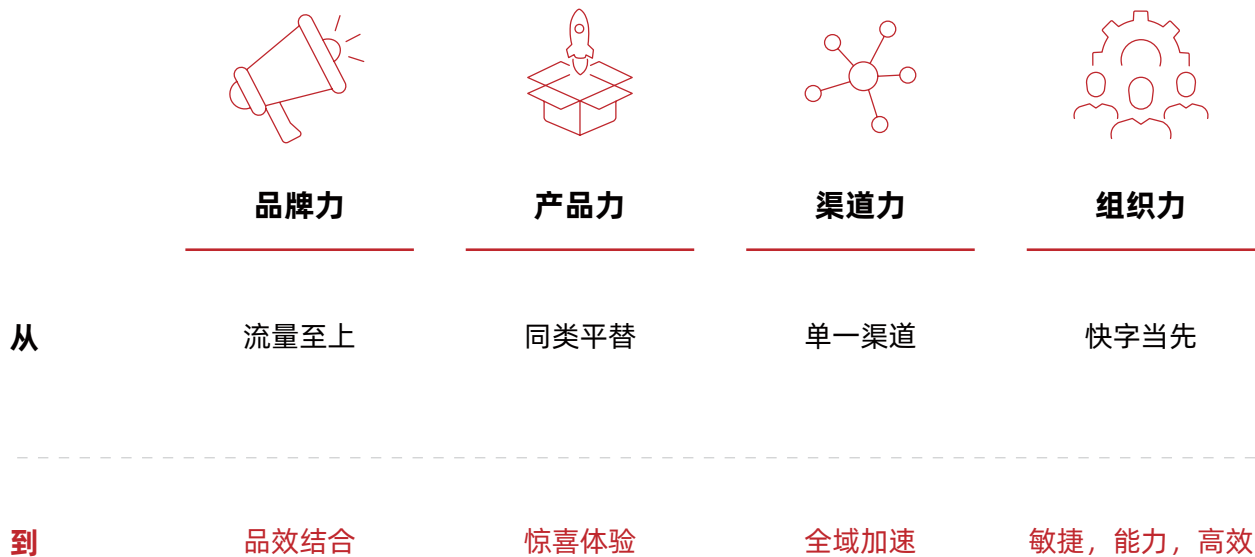 品牌力 产品力 渠道力 组织力
从 流量至上 同类平替 单一渠道 快字当先
到 品效结合 惊喜体验 全域加速 敏捷，能力，高效